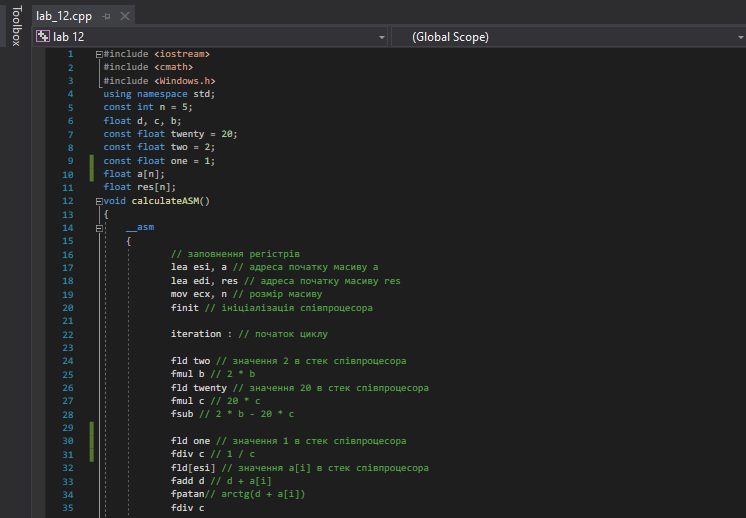 Toolbox
lab_12.cpp
lab 12
(Global Scope)
1 #include <iostream>
2 #include <cmath>
3 #include <Windows.h>
4 using namespace std;
5 const int n = 5;
6 float d, c, b;
7 const float twenty = 20;
8 const float two = 2;
9 const float one = 1;
10 float a[n];
11 float res[n];
12 void calculateASM()
13 {
14 __asm
15 {
16 // заповнення регістрів
17 lea esi, a // адреса початку масиву a
18 lea edi, res // адреса початку масиву res
19 mov ecx, n // розмір масиву
20 finit // ініціалізація співпроцесора
21
22 iteration : // початок циклу
23
24 fld two // значення 2 в стек співпроцесора
25 fmul b // 2 * b
26 fld twenty // значення 20 в стек співпроцесора
27 fmul c // 20 * c
28 fsub // 2 * b - 20 * c
29
30 fld one // значення 1 в стек співпроцесора
31 fdiv c // 1 / c
32 fld[esi] // значення a[i] в стек співпроцесора
33 fadd d // d + a[i]
34 fpatan// arctg(d + a[i])
35 fdiv c